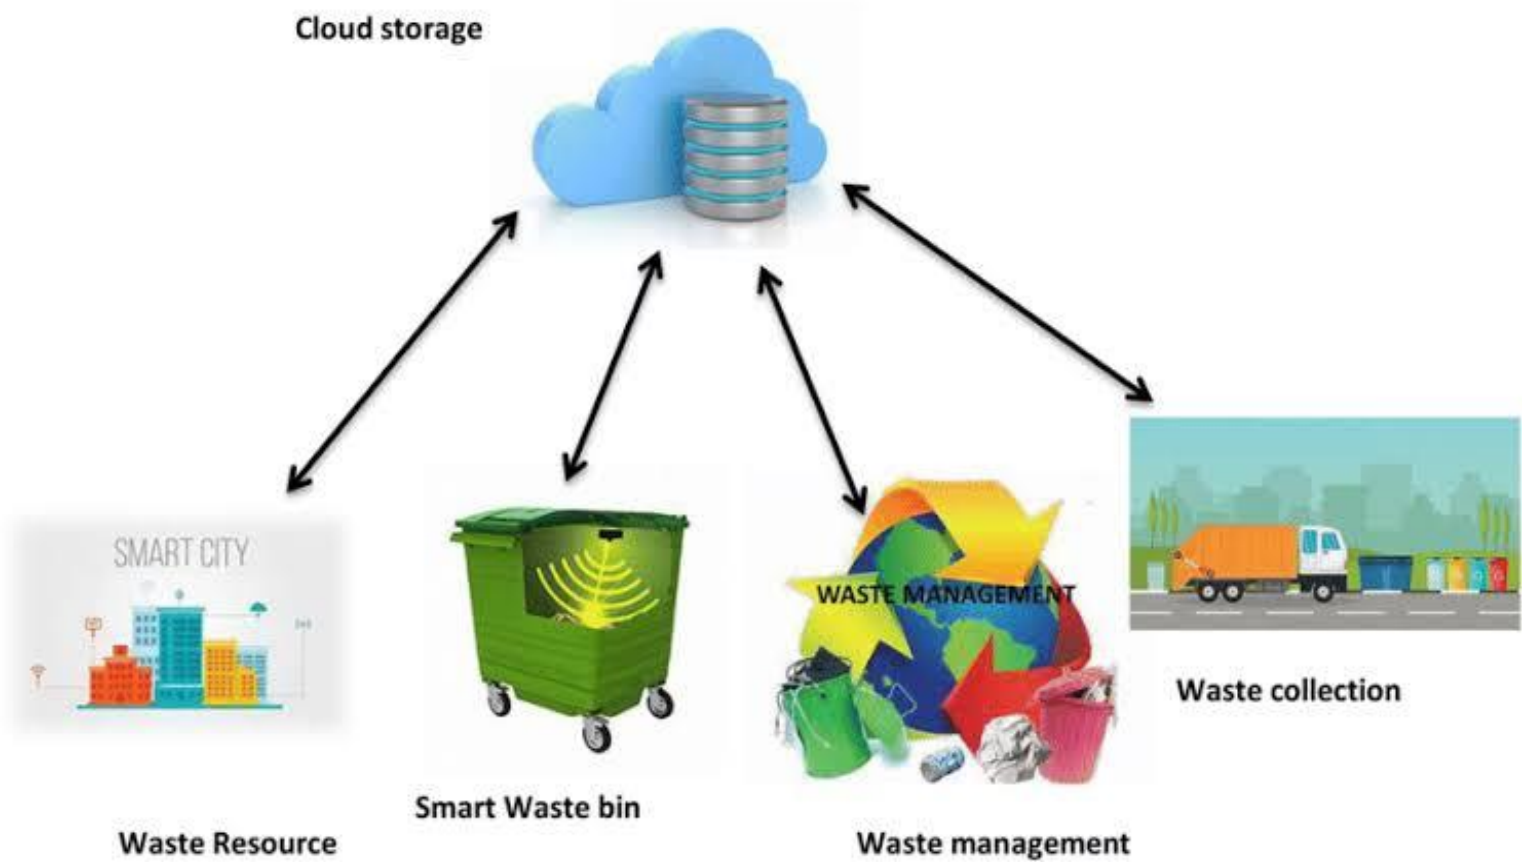 Cloud storage
SMART CITY
WASTE MANAGEMENT
Waste collection
Smart Waste bin
Waste Resource
Waste management